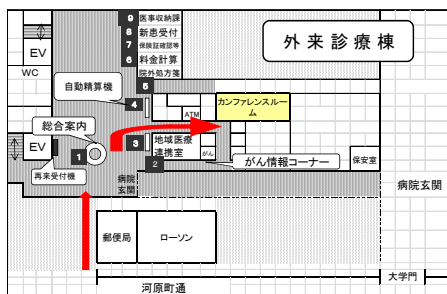 9 医事収納課
外来診療棟
8 新患受付
7 保険証確認等
6 料金計算
院外処方箋
5
EV
WC
自動精算機
4
カンファレンスルー
ム
ATM
総合案内
3
地域医療
連携室
がん
EV
1
2
がん情報コーナー
保安室
再来受付機
病院
玄関
病院玄関
郵便局
ローソン
大学門
河原町通